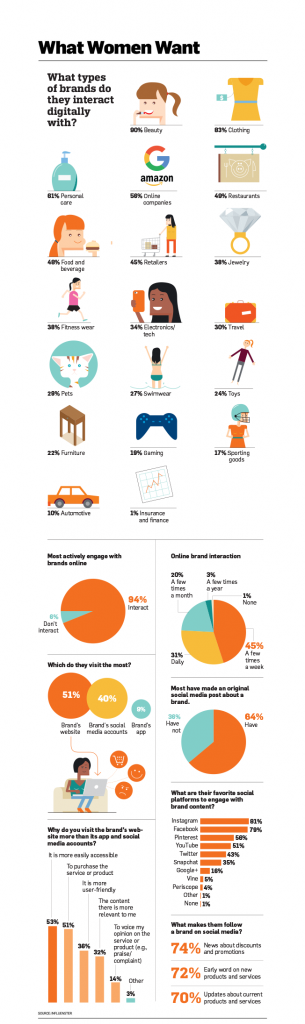 What Women Want
What types
of brands do
they interact
digitally
with?
90% Beauty
83% Clothing
61% Personal
care
G
amazon
56% Online
companies
49% Restaurants
48% Food and
beverage
45% Retailers
38% Jewelry
38% Fitness wear
34% Electronics/
tech
30% Travel
29% Pets
27% Swimwear
24% Toys
22% Furniture
19% Gaming
17% Sporting
goods
10% Automotive
1% Insurance
and finance
Most actively engage with
brands online
94%
Interact
6%
Don't
interact
Online brand interaction
20%
A few
times
a month
3%
A few times
a year
1%
None
31%
Daily
45%
A few
times
a week
Which do they visit the most?
51%
40%
9%
Brand's
website
Brand's social
media accounts
Brand's
app
Most have made an original
social media post about a
brand.
36%
Have
not
64%
Have
What are their favorite social
platforms to engage with
brand content?
Instagram 81%
Facebook 79%
Pinterest 56%
YouTube 51%
Twitter 43%
Snapchat 35%
Google+ 16%
Vine 5%
Periscope 4%
Other 1%
None 1%
Why do you visit the brand's web-
site more than its app and social
media accounts?
It is more easily accessible
To purchase the
service or product
It is more
user-friendly
The content
there is more
relevant to me
To voice my
opinion on the
service or
product (e.g.,
praise/
complaint)
Other
53%
51%
36%
32%
14%
3%
What makes them follow
a brand on social media?
74% News about discounts
and promotions
72% Early word on new
products and services
70% Updates about current
products and services
SOURCE: INFLUENSTER